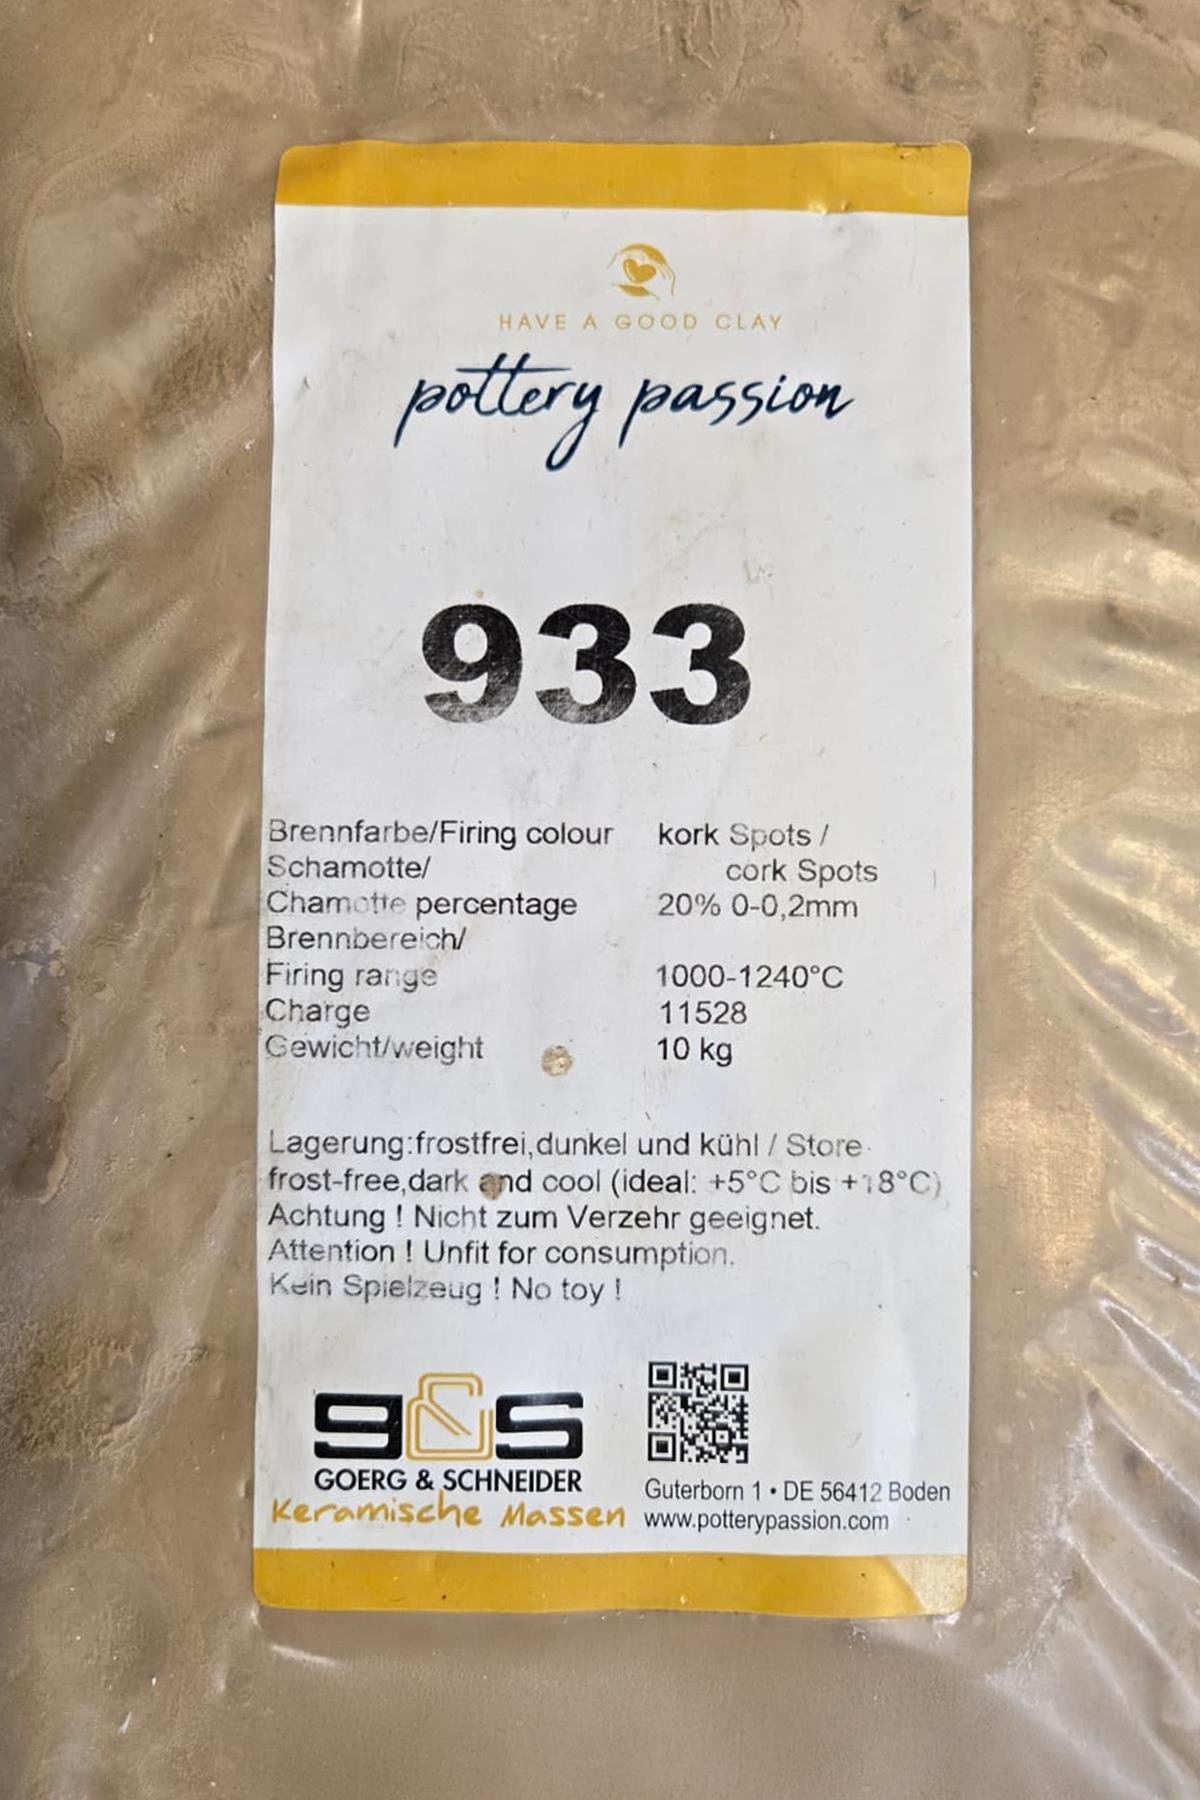 HAVE A GOOD CLAY
pottery passion
933
Brennfarbe/Firing colour kork Spots /
Schamotte/ cork Spots
Chamotte percentage 20% 0-0,2mm
Brennbereich/
Firing range 1000-1240°C
Charge 11528
Gewicht/weight 10 kg
Lagerung:frostfrei,dunkel und kühl / Store
frost-free,dark and cool (ideal: +5°C bis +18°C)
Achtung ! Nicht zum Verzehr geeignet.
Attention ! Unfit for consumption.
Kein Spielzeug ! No toy !
g&s
GOERG & SCHNEIDER
Keramische Massen
Guterborn 1 • DE 56412 Boden
www.potterypassion.com